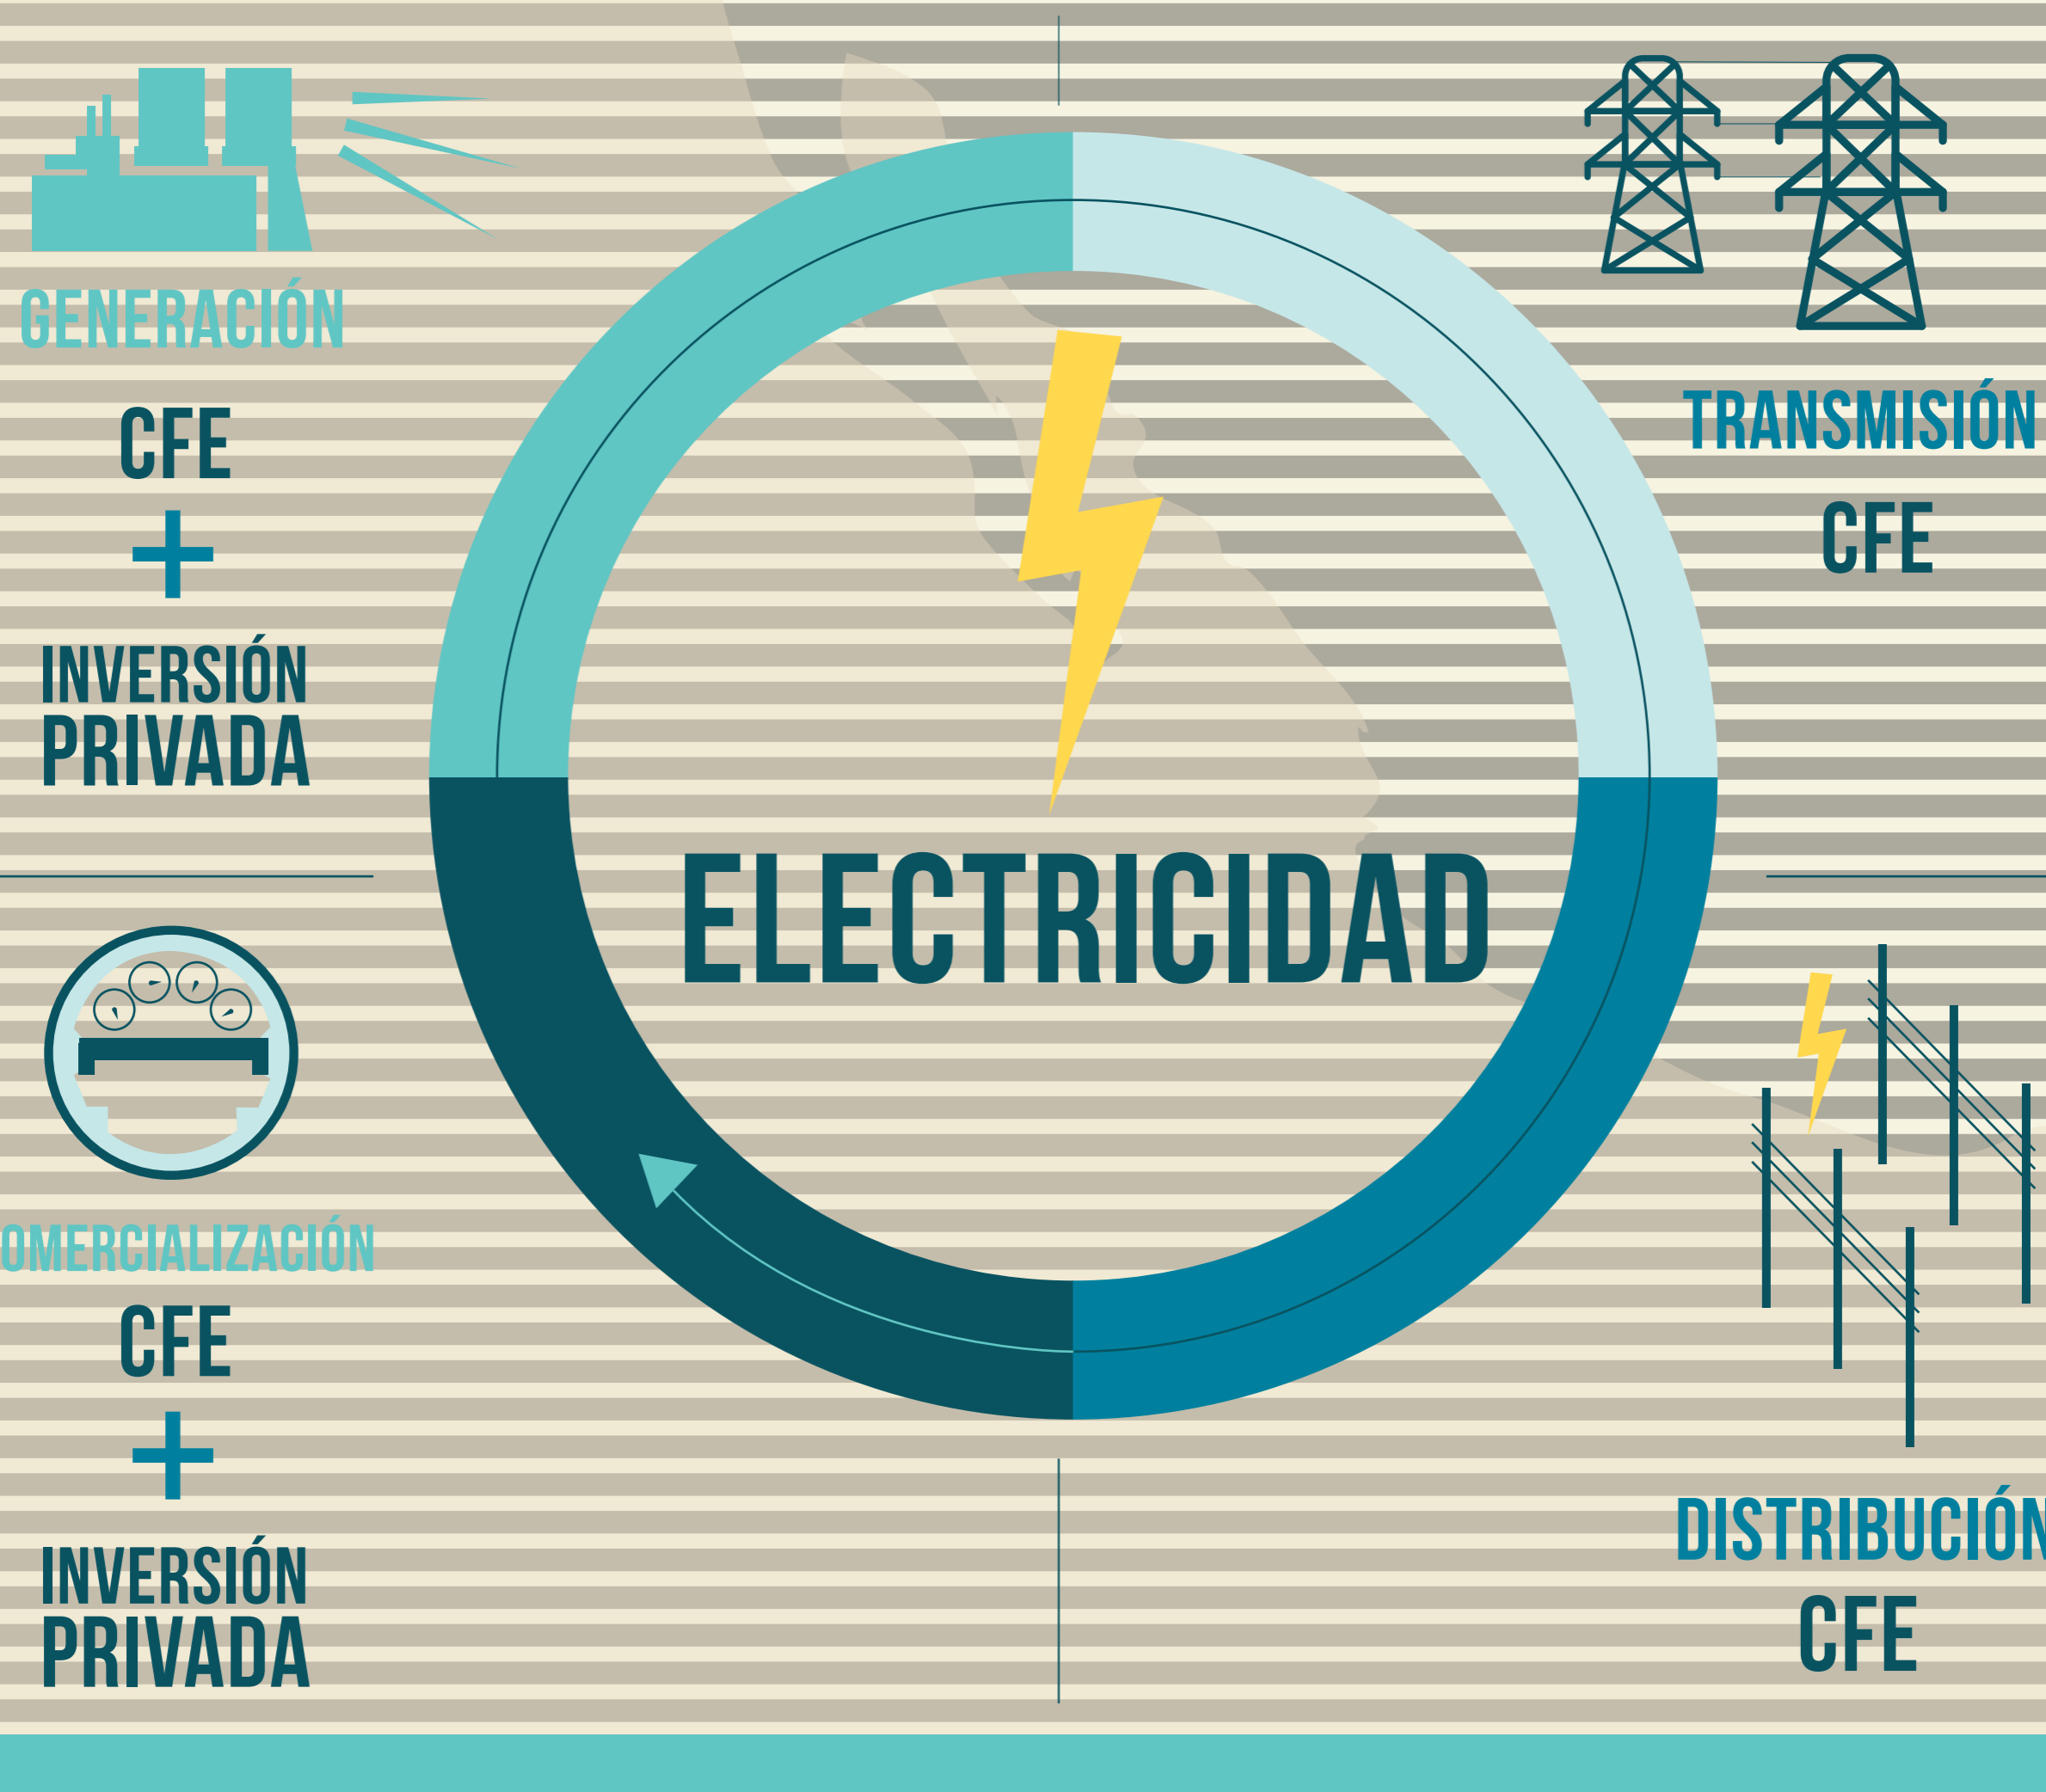 GENERACIÓN
CFE
+
INVERSIÓN
PRIVADA
TRANSMISIÓN
CFE
ELECTRICIDAD
OMERCIALIZACIÓN
CFE
+
INVERSIÓN
PRIVADA
DISTRIBUCIÓN
CFE